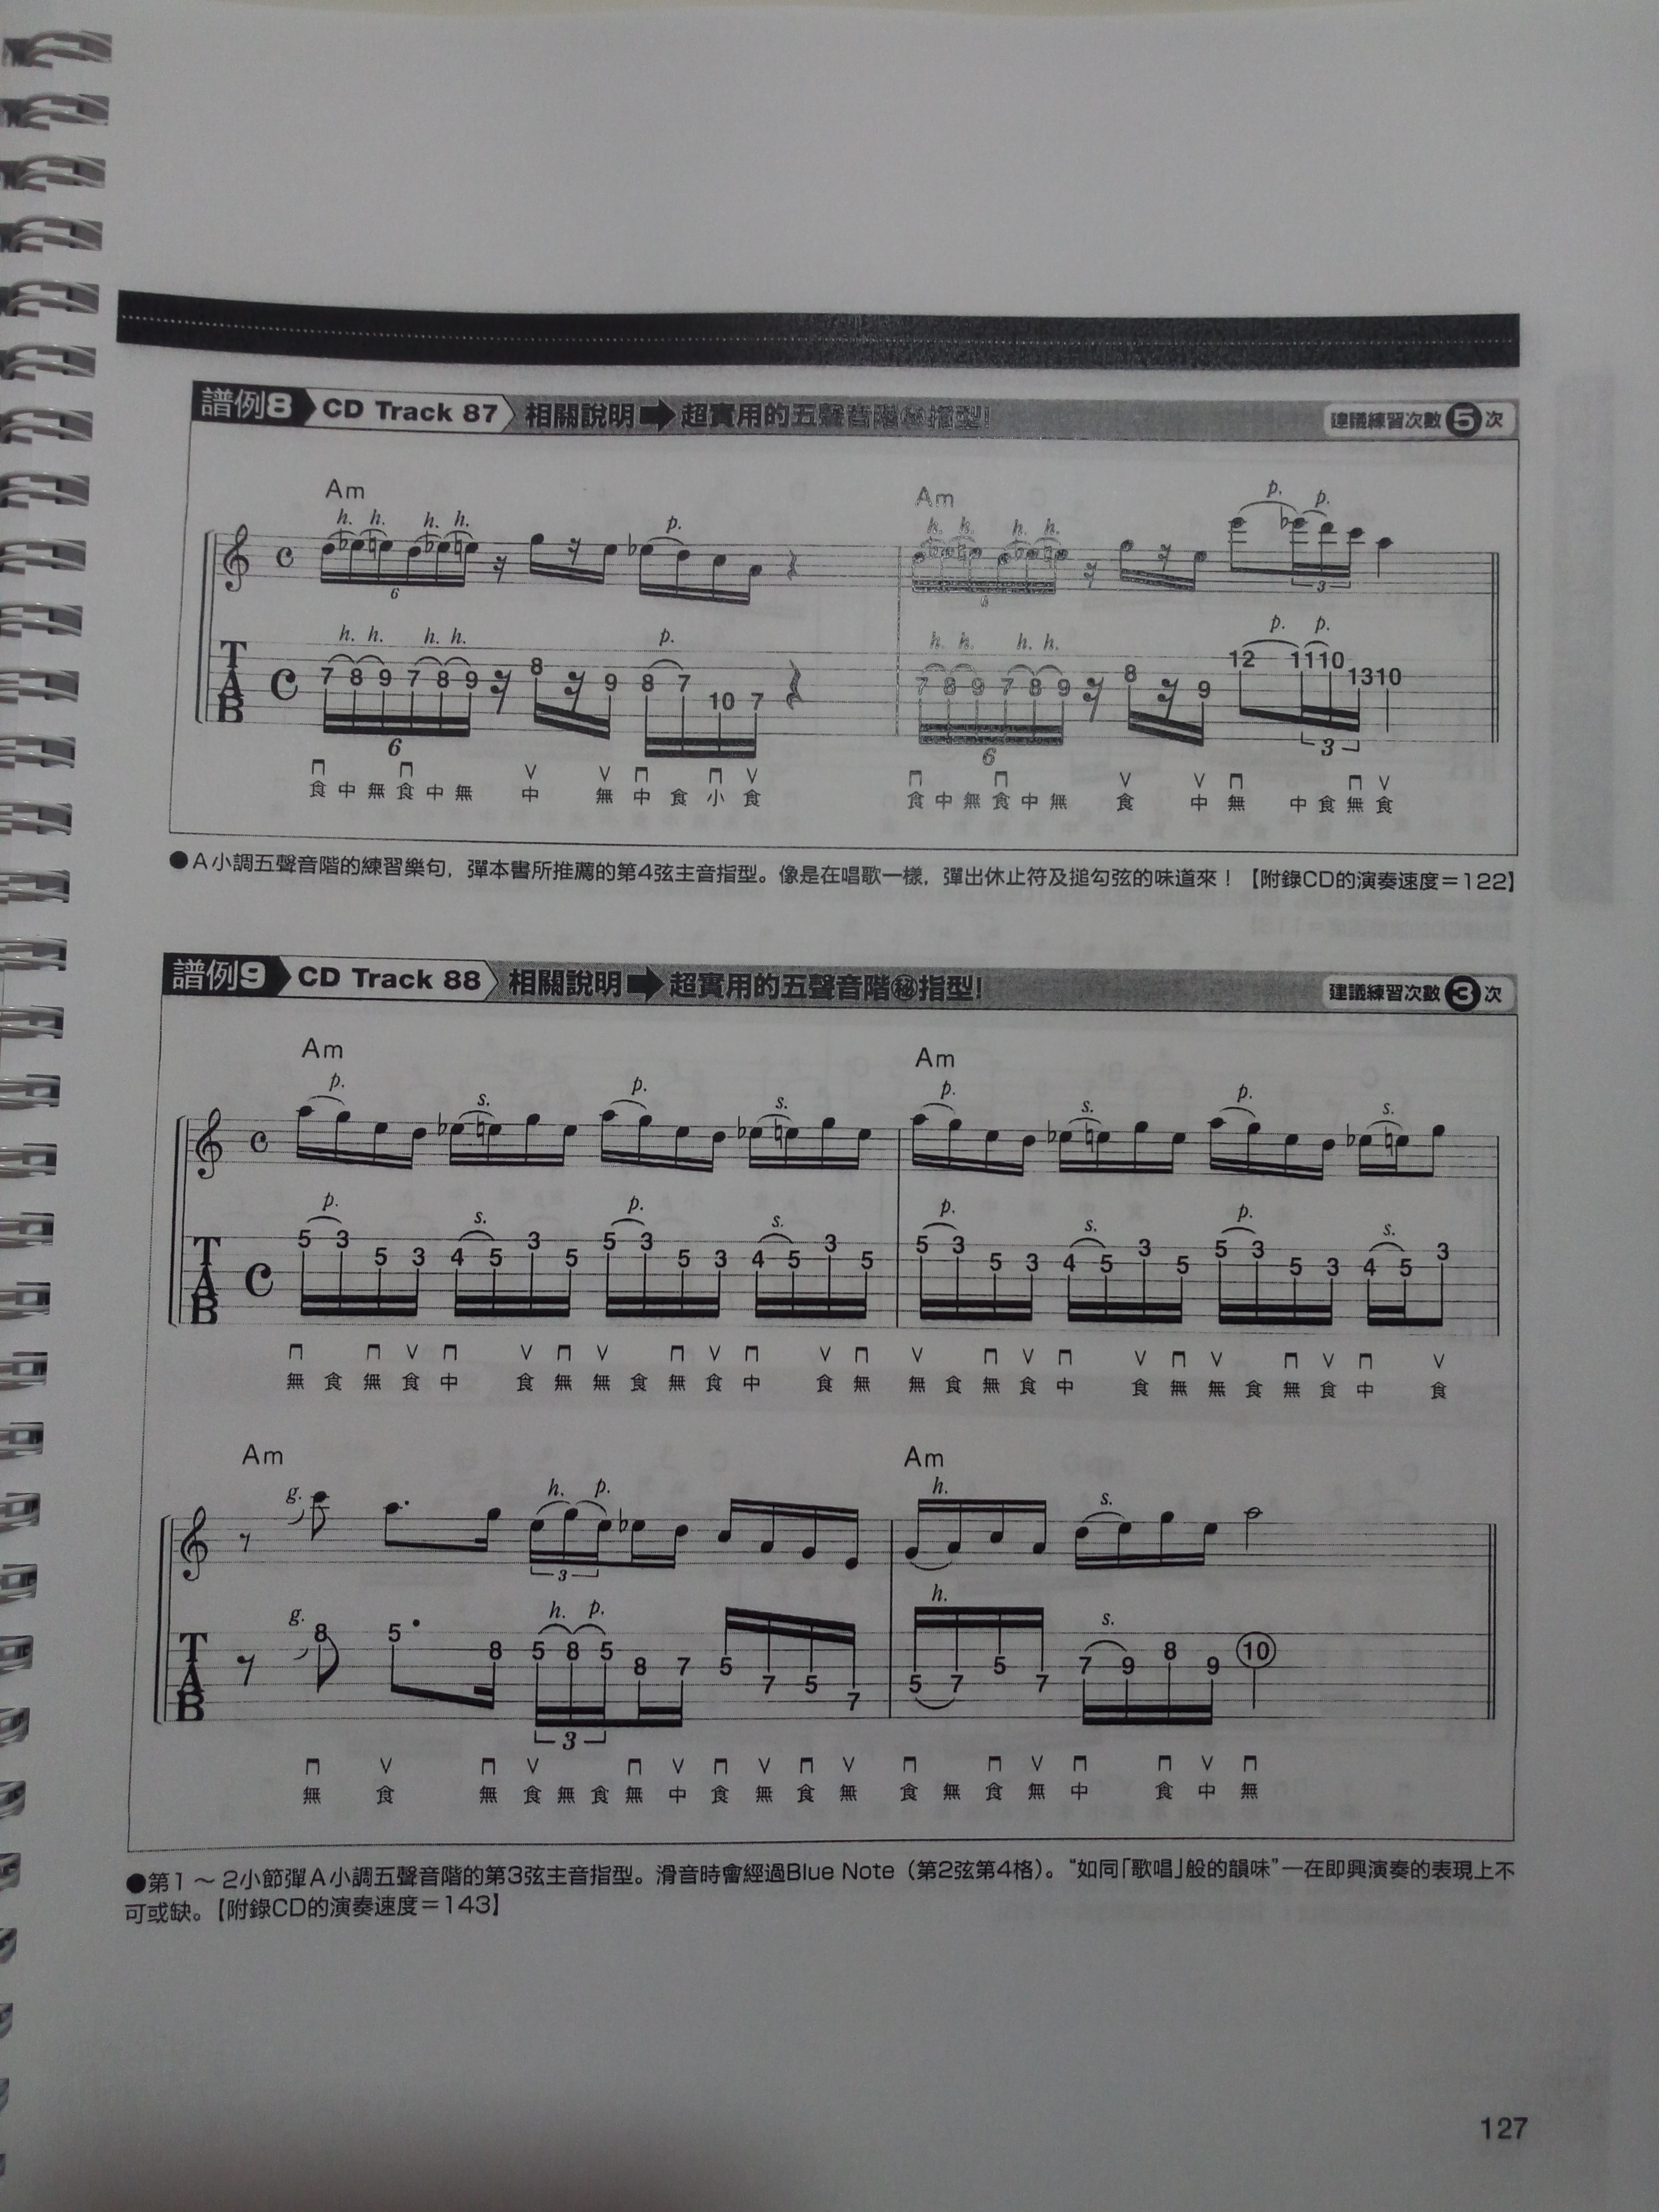 譜例8 CD Track 87 相關說明➡超實用的五聲音階㊙指型! 建議練習次數5次
Am Am
h. h. h. h. p. h. h. h. h. p. p.
6 6 3
h. h. h. h. p. h. h. h. h. p. p.
TAB 7 8 9 7 8 9 8 9 8 7 10 7 7 8 9 7 8 9 8 9 12 11 10 13 10
6 6 3
食 中 無 食 中 無 中 無 中 食 小 食 食 中 無 食 中 無 食 中 無 中 食 無 食
●A小調五聲音階的練習樂句，彈本書所推薦的第4弦主音指型。像是在唱歌一樣，彈出休止符及搥勾弦的味道來！【附錄CD的演奏速度＝122】
譜例9 CD Track 88 相關說明➡超實用的五聲音階㊙指型! 建議練習次數3次
Am Am
p. s. p. s. p. s. p. s.
p. s. p. s. p. s. p. s.
TAB 5 3 5 3 4 5 3 5 5 3 5 3 4 5 3 5 5 3 5 3 4 5 3 5 5 3 5 3 4 5 3
無 食 無 食 中 食 無 無 食 無 食 中 食 無 無 食 無 食 中 食 無 無 食 無 食 中 食
Am Am
g. h. p. h. s.
3
g. h. p. h. s.
TAB 8 5 8 5 8 5 8 7 5 7 5 7 5 7 5 7 7 9 8 9 10
3
無 食 無 食 無 食 無 中 食 無 食 無 食 無 食 無 中 食 中 無
●第1～2小節彈A小調五聲音階的第3弦主音指型。滑音時會經過Blue Note（第2弦第4格）。“如同「歌唱」般的韻味”—在即興演奏的表現上不
可或缺。【附錄CD的演奏速度＝143】
127